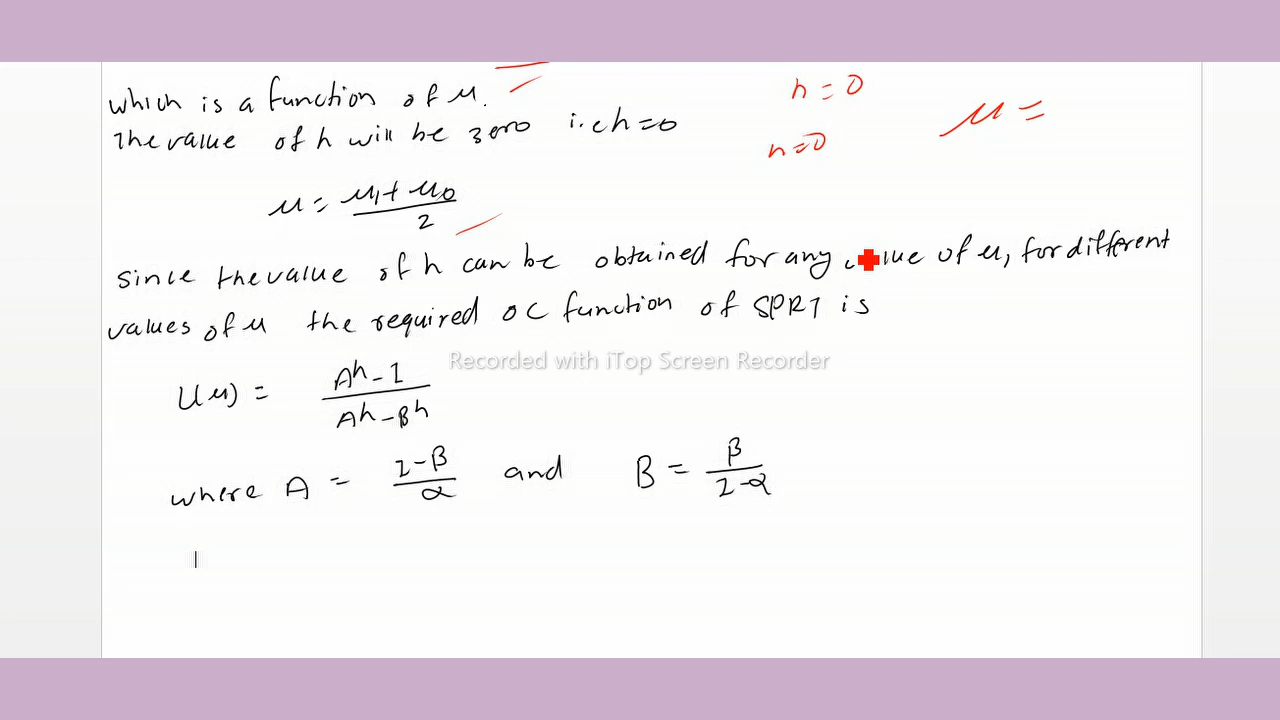 which is a function of μ.
The value of h will be zero i.e h=0
h = 0
h=0
μ =
μ = μ₁ + μ₀ / 2
since the value of h can be obtained for any of μ, for different
values of μ the required OC function of SPRT is
Recorded with iTop Screen Recorder
L(μ) = A^h - 1 / A^h - B^h
where A = 1-β / α and B = β / 1-α